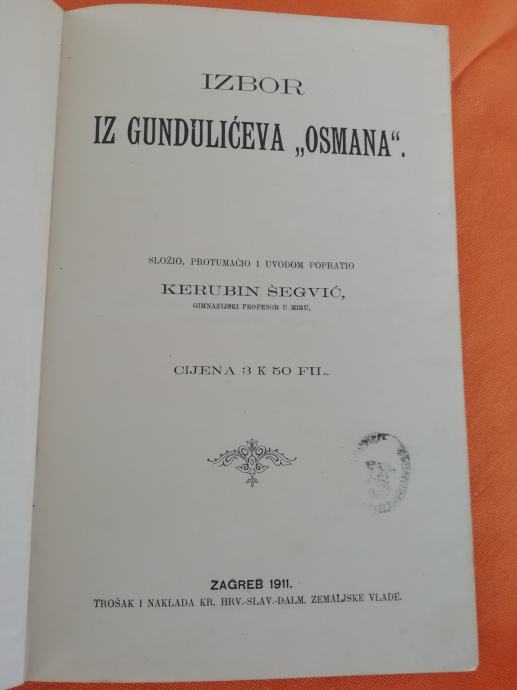 IZBOR
IZ GUNDULIĆEVA „OSMANA“.
SLOŽIO, PROTUMAČIO I UVODOM POPRATIO
KERUBIN ŠEGVIĆ,
GIMNAZIJSKI PROFESOR U MIRU,
CIJENA 3 K 50 FIL.
ZAGREB 1911.
TROŠAK I NAKLADA KR. HRV.-SLAV.-DALM. ZEMALJSKE VLADE.